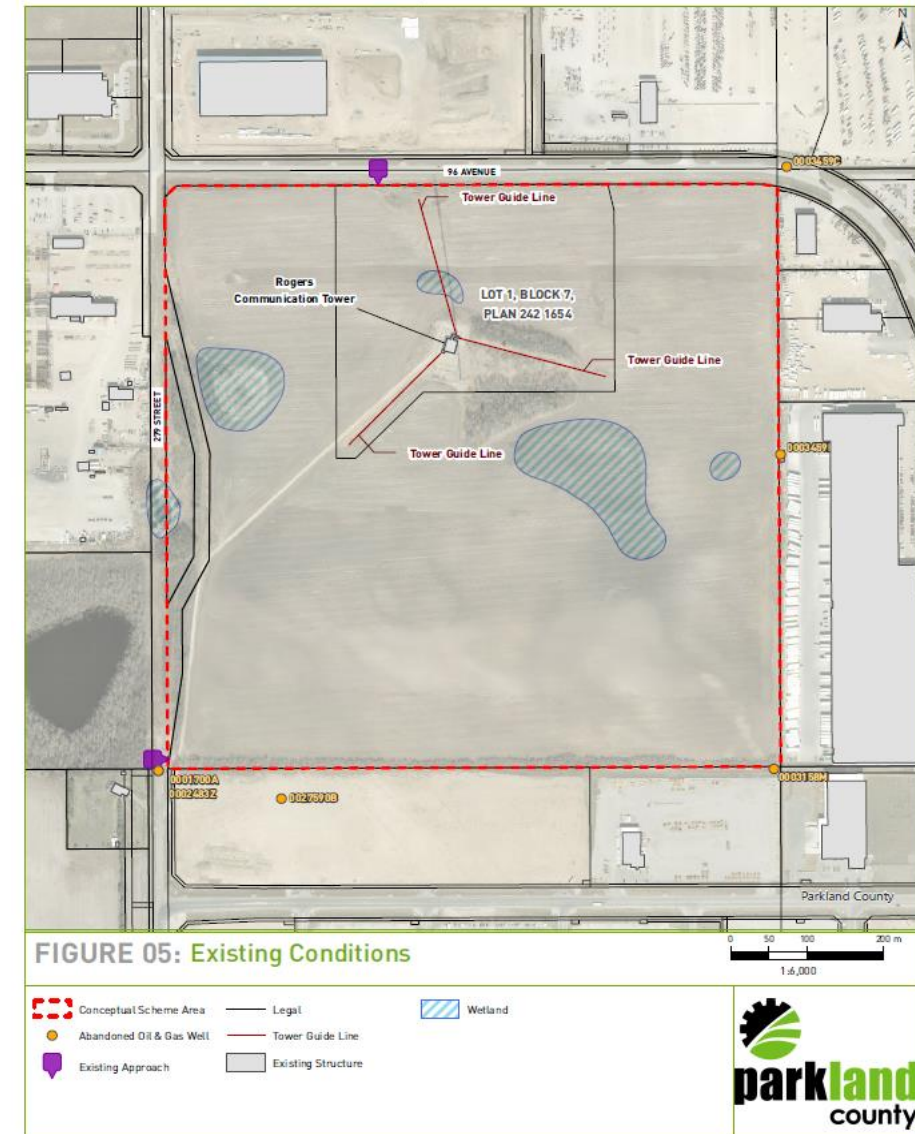 N
0003459C
96 AVENUE
Tower Guide Line
Rogers
Communication Tower
LOT 1, BLOCK 7,
PLAN 242 1654
Tower Guide Line
279 STREET
Tower Guide Line
0001700A
0002483Z
0027590B
0003158M
Parkland County
FIGURE 05: Existing Conditions
0 50 100 200 m
1:6,000
Conceptual Scheme Area
Legal
Wetland
Abandoned Oil & Gas Well
Tower Guide Line
Existing Approach
Existing Structure
parkland
county